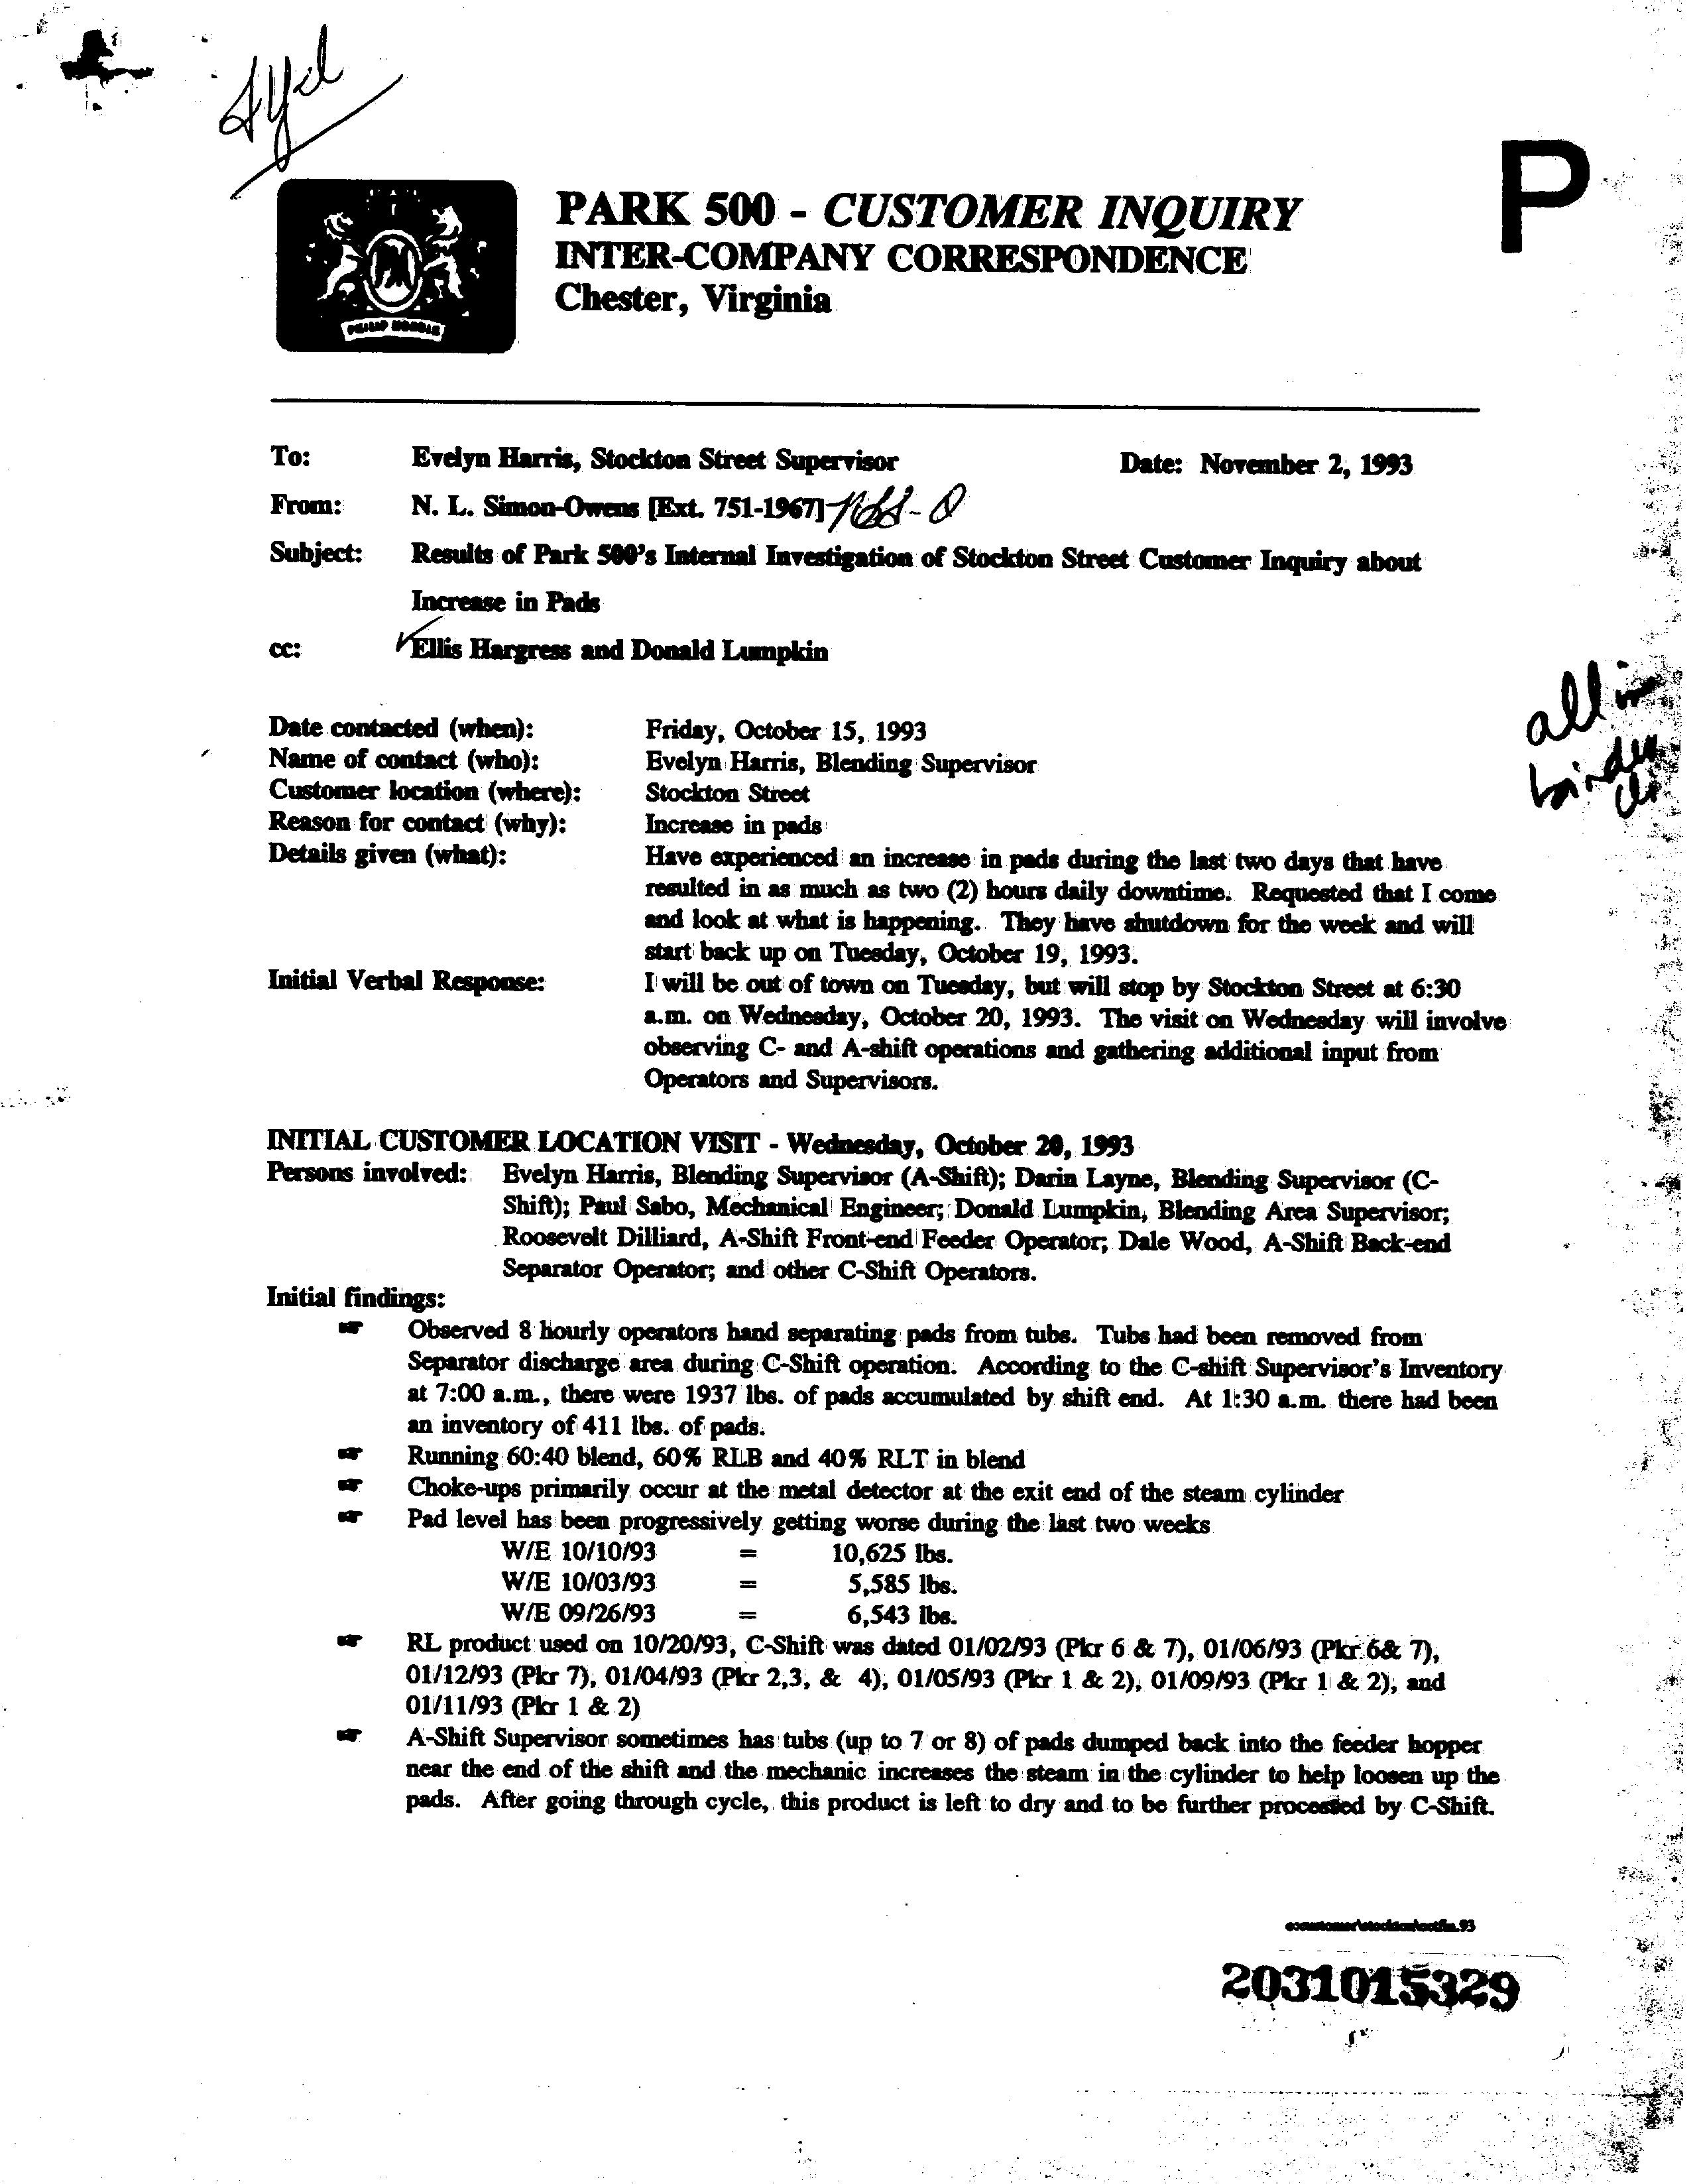 P
PARK 500 - CUSTOMER INQUIRY
INTER-COMPANY CORRESPONDENCE
Chester, Virginia
PHILIP MORRIS
To: Evelyn Harris, Stockton Street Supervisor Date: November 2, 1993
From: N. L. Simon-Owens [Ext. 751-1967]
Subject: Results of Park 500's Internal Investigation of Stockton Street Customer Inquiry about
Increase in Pads
cc: Ellis Hargress and Donald Lumpkin
all in
binder
Date contacted (when): Friday, October 15, 1993
Name of contact (who): Evelyn Harris, Blending Supervisor
Customer location (where): Stockton Street
Reason for contact (why): Increase in pads
Details given (what): Have experienced an increase in pads during the last two days that have
resulted in as much as two (2) hours daily downtime. Requested that I come
and look at what is happening. They have shutdown for the week and will
start back up on Tuesday, October 19, 1993.
Initial Verbal Response: I will be out of town on Tuesday, but will stop by Stockton Street at 6:30
a.m. on Wednesday, October 20, 1993. The visit on Wednesday will involve
observing C- and A-shift operations and gathering additional input from
Operators and Supervisors.
INITIAL CUSTOMER LOCATION VISIT - Wednesday, October 20, 1993
Persons involved: Evelyn Harris, Blending Supervisor (A-Shift); Darin Layne, Blending Supervisor (C-
Shift); Paul Sabo, Mechanical Engineer; Donald Lumpkin, Blending Area Supervisor;
Roosevelt Dilliard, A-Shift Front-end Feeder Operator; Dale Wood, A-Shift Back-end
Separator Operator; and other C-Shift Operators.
Initial findings:
☞ Observed 8 hourly operators hand separating pads from tubs. Tubs had been removed from
Separator discharge area during C-Shift operation. According to the C-shift Supervisor's Inventory
at 7:00 a.m., there were 1937 lbs. of pads accumulated by shift end. At 1:30 a.m. there had been
an inventory of 411 lbs. of pads.
☞ Running 60:40 blend, 60% RLB and 40% RLT in blend
☞ Choke-ups primarily occur at the metal detector at the exit end of the steam cylinder
☞ Pad level has been progressively getting worse during the last two weeks
W/E 10/10/93 = 10,625 lbs.
W/E 10/03/93 = 5,585 lbs.
W/E 09/26/93 = 6,543 lbs.
☞ RL product used on 10/20/93, C-Shift was dated 01/02/93 (Pkr 6 & 7), 01/06/93 (Pkr 6& 7),
01/12/93 (Pkr 7), 01/04/93 (Pkr 2,3, & 4), 01/05/93 (Pkr 1 & 2), 01/09/93 (Pkr 1 & 2), and
01/11/93 (Pkr 1 & 2)
☞ A-Shift Supervisor sometimes has tubs (up to 7 or 8) of pads dumped back into the feeder hopper
near the end of the shift and the mechanic increases the steam in the cylinder to help loosen up the
pads. After going through cycle, this product is left to dry and to be further processed by C-Shift.
2031015329